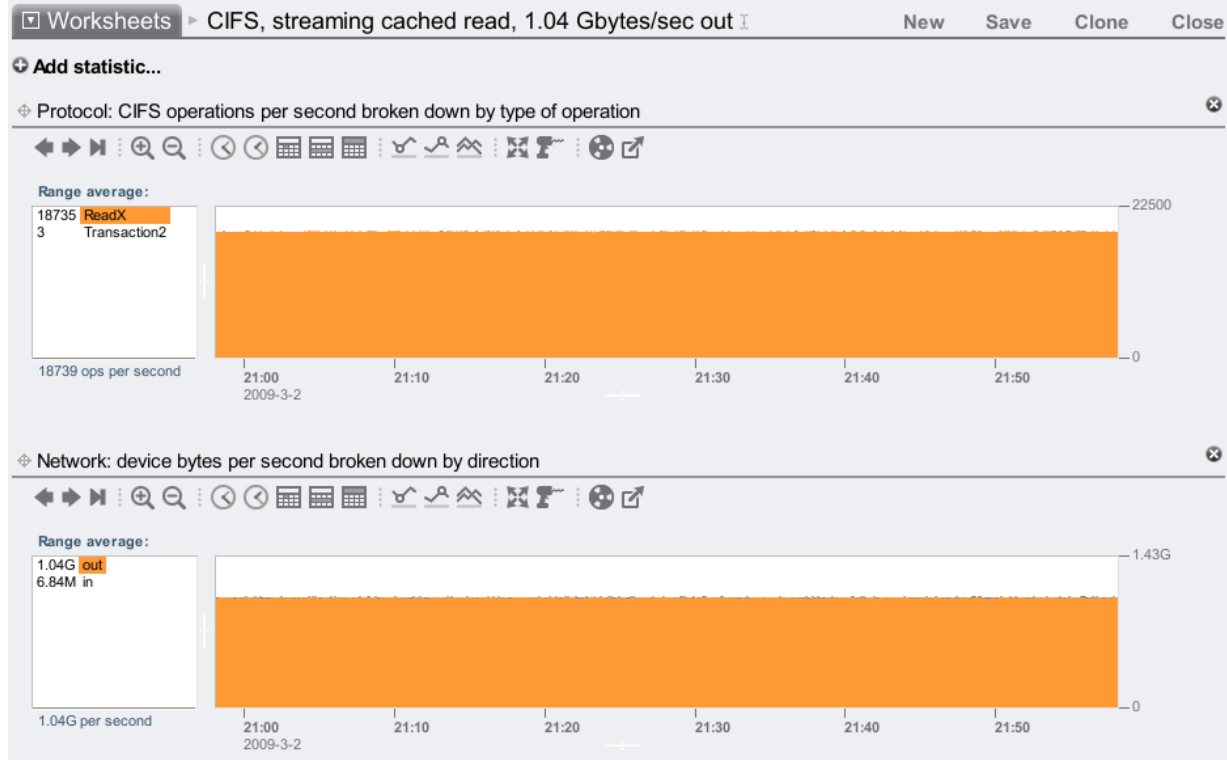 Worksheets CIFS, streaming cached read, 1.04 Gbytes/sec out New Save Clone Close
Add statistic...
Protocol: CIFS operations per second broken down by type of operation
Range average:
18735 ReadX
3 Transaction2
22500
0
18739 ops per second
21:00 21:10 21:20 21:30 21:40 21:50
2009-3-2
Network: device bytes per second broken down by direction
Range average:
1.04G out
6.84M in
1.43G
0
1.04G per second
21:00 21:10 21:20 21:30 21:40 21:50
2009-3-2